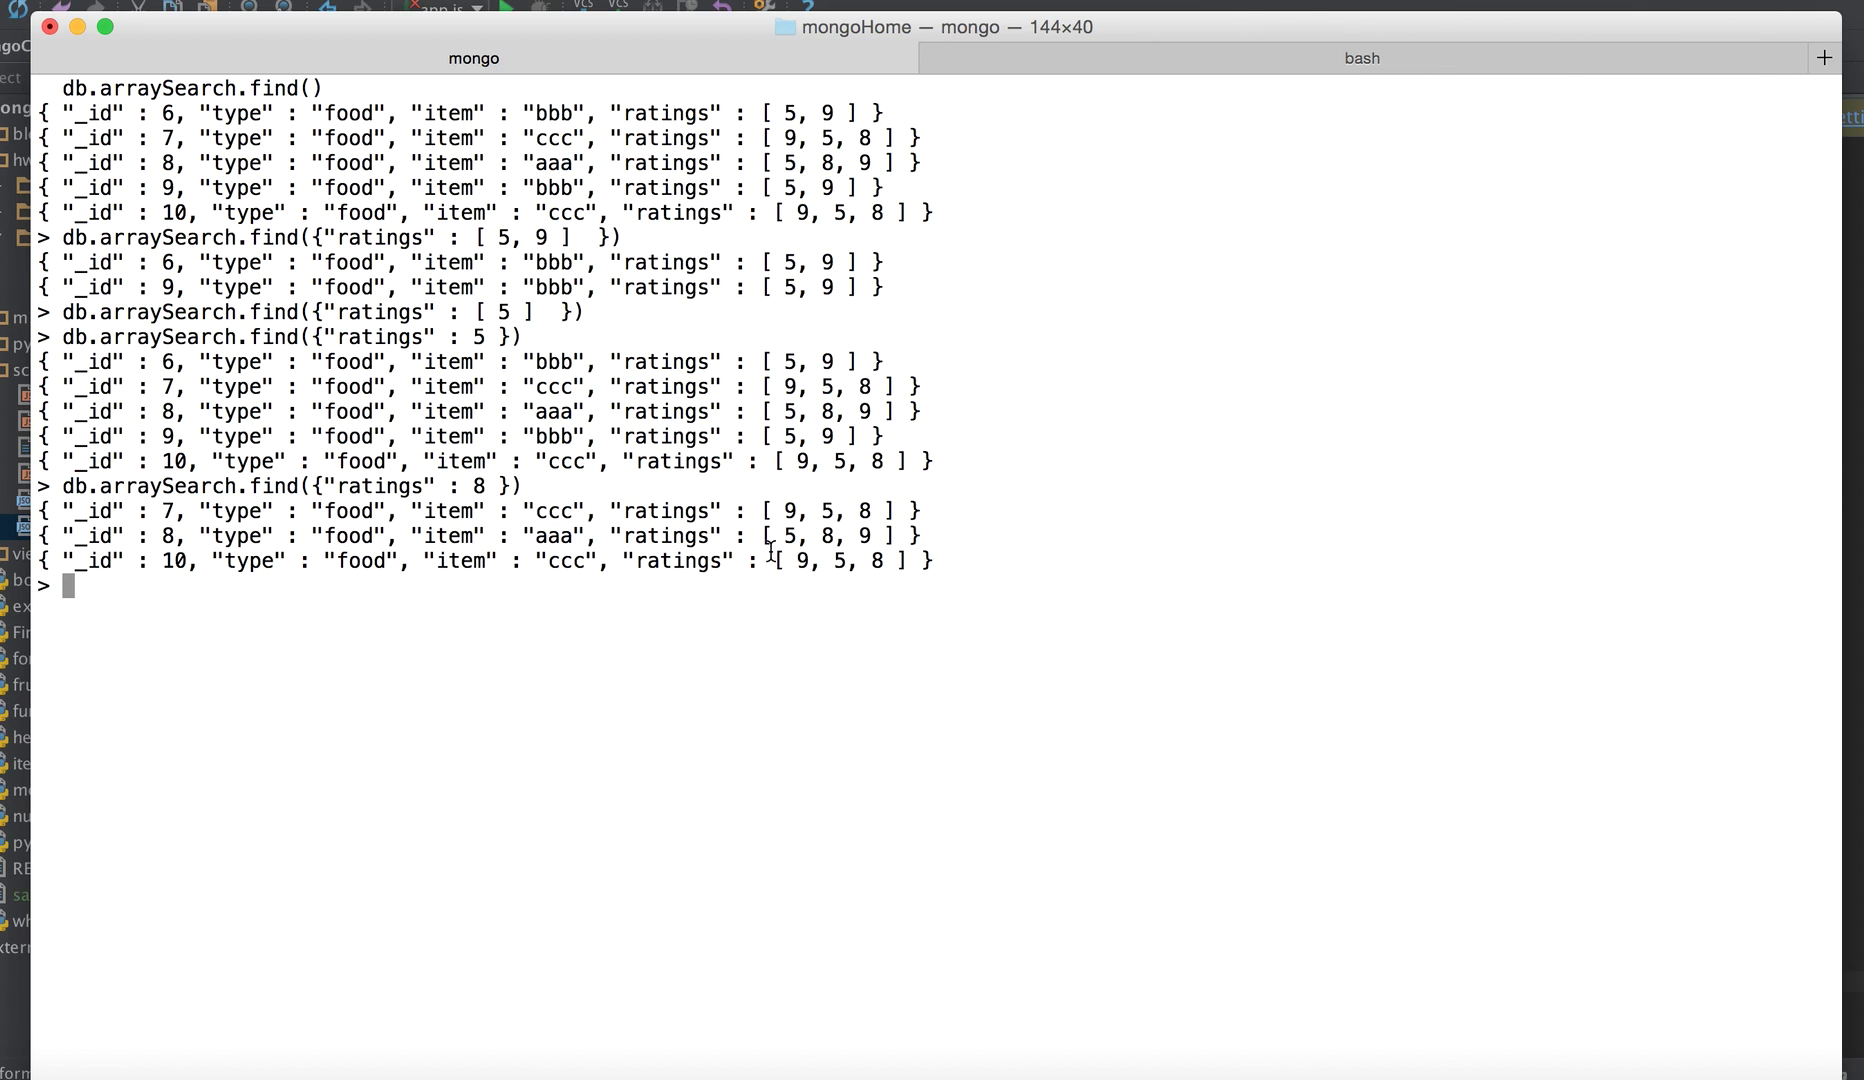 mongoHome — mongo — 144×40
mongo
bash
db.arraySearch.find()
{ "_id" : 6, "type" : "food", "item" : "bbb", "ratings" : [ 5, 9 ] }
{ "_id" : 7, "type" : "food", "item" : "ccc", "ratings" : [ 9, 5, 8 ] }
{ "_id" : 8, "type" : "food", "item" : "aaa", "ratings" : [ 5, 8, 9 ] }
{ "_id" : 9, "type" : "food", "item" : "bbb", "ratings" : [ 5, 9 ] }
{ "_id" : 10, "type" : "food", "item" : "ccc", "ratings" : [ 9, 5, 8 ] }
> db.arraySearch.find({"ratings" : [ 5, 9 ]  })
{ "_id" : 6, "type" : "food", "item" : "bbb", "ratings" : [ 5, 9 ] }
{ "_id" : 9, "type" : "food", "item" : "bbb", "ratings" : [ 5, 9 ] }
> db.arraySearch.find({"ratings" : [ 5 ]  })
> db.arraySearch.find({"ratings" : 5 })
{ "_id" : 6, "type" : "food", "item" : "bbb", "ratings" : [ 5, 9 ] }
{ "_id" : 7, "type" : "food", "item" : "ccc", "ratings" : [ 9, 5, 8 ] }
{ "_id" : 8, "type" : "food", "item" : "aaa", "ratings" : [ 5, 8, 9 ] }
{ "_id" : 9, "type" : "food", "item" : "bbb", "ratings" : [ 5, 9 ] }
{ "_id" : 10, "type" : "food", "item" : "ccc", "ratings" : [ 9, 5, 8 ] }
> db.arraySearch.find({"ratings" : 8 })
{ "_id" : 7, "type" : "food", "item" : "ccc", "ratings" : [ 9, 5, 8 ] }
{ "_id" : 8, "type" : "food", "item" : "aaa", "ratings" : [ 5, 8, 9 ] }
{ "_id" : 10, "type" : "food", "item" : "ccc", "ratings" : [ 9, 5, 8 ] }
>